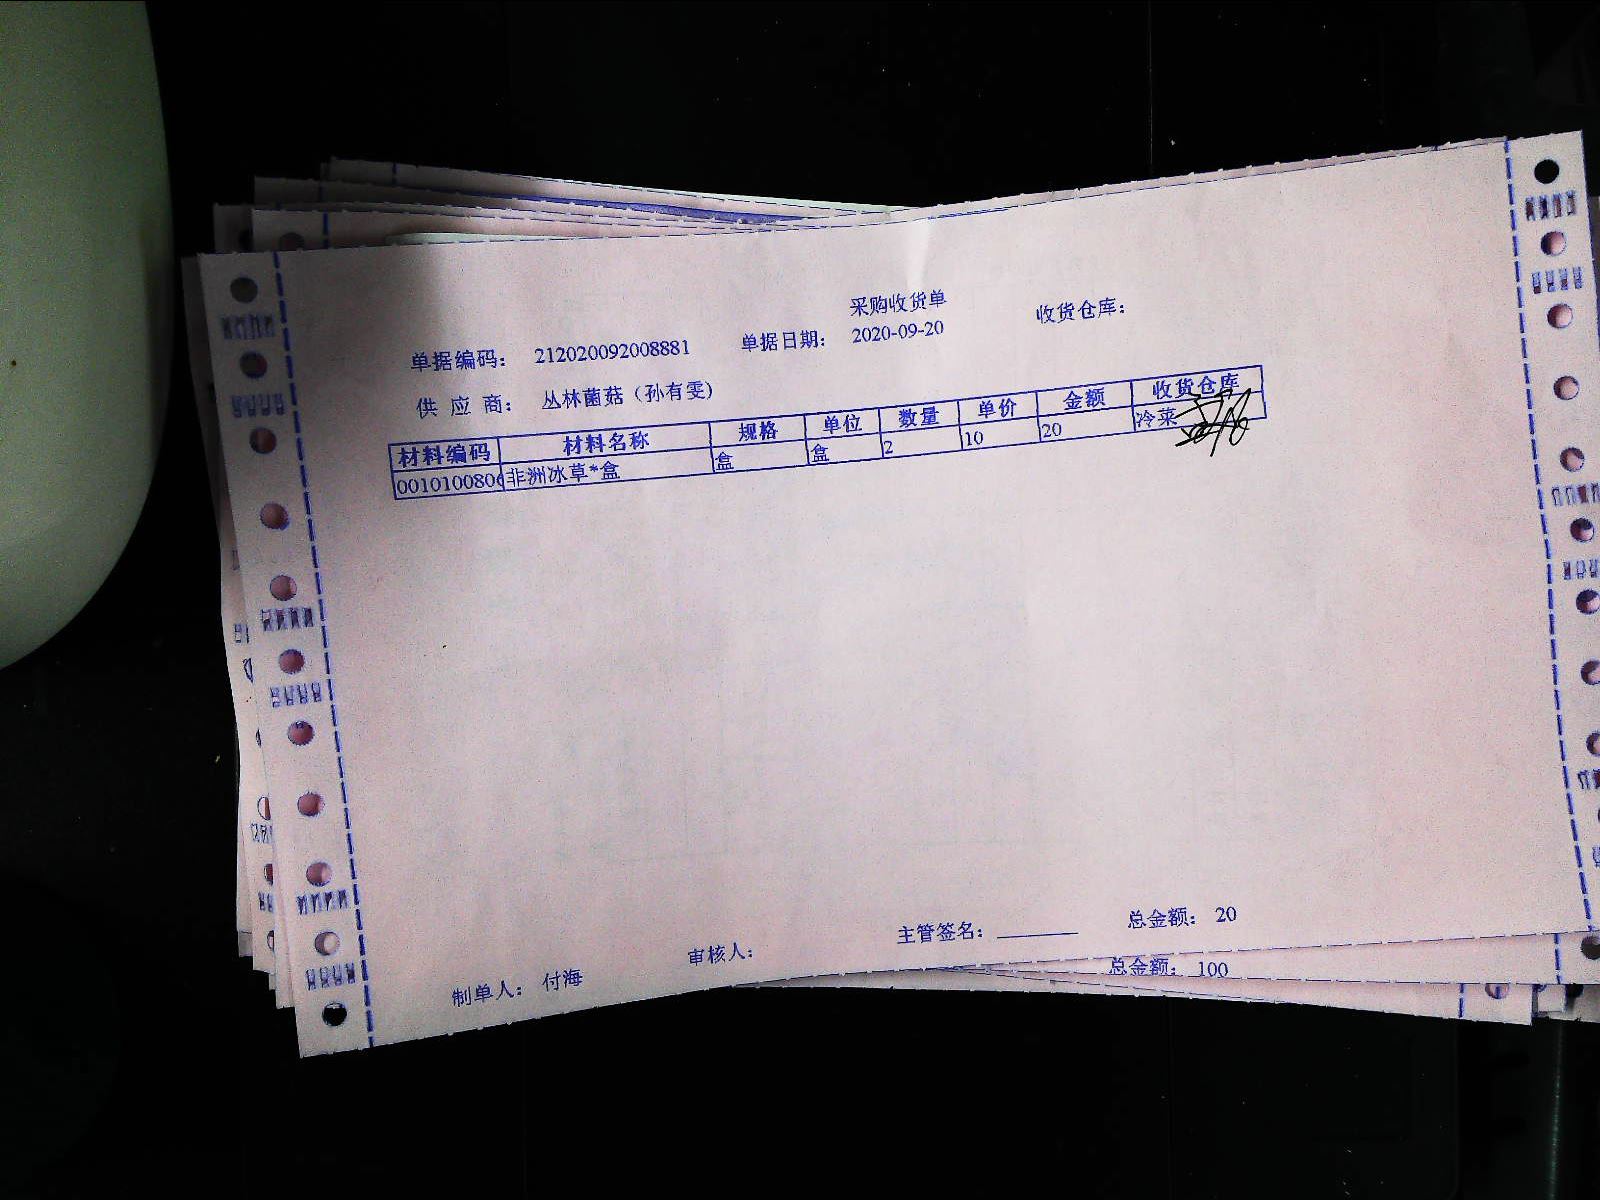 采购收货单
单据编码： 212020092008881 单据日期： 2020-09-20 收货仓库：
供 应 商： 丛林菌菇（孙有雯）
材料编码 材料名称 规格 单位 数量 单价 金额 收货仓库
001010080 非洲冰草*盒 盒 盒 2 10 20 冷菜
制单人： 付海 审核人： 主管签名： ________ 总金额： 20
总金额： 100